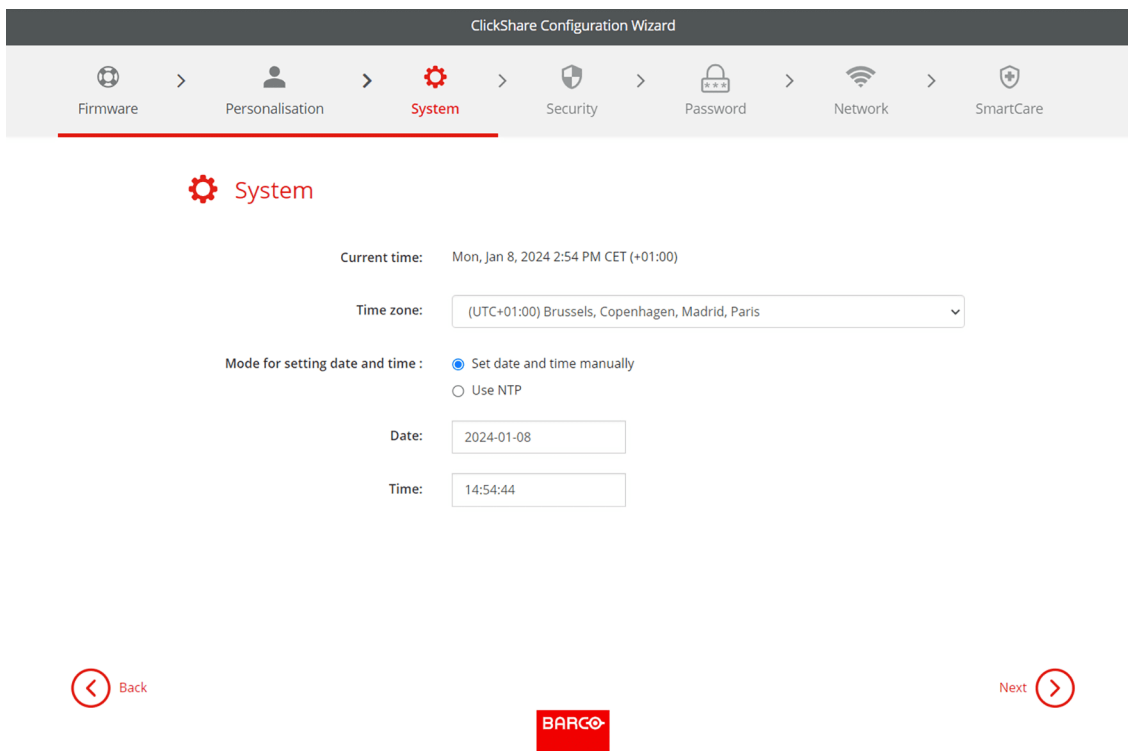 ClickShare Configuration Wizard
Firmware Personalisation System Security Password Network SmartCare
System
Current time: Mon, Jan 8, 2024 2:54 PM CET (+01:00)
Time zone: (UTC+01:00) Brussels, Copenhagen, Madrid, Paris
Mode for setting date and time : Set date and time manually
Use NTP
Date: 2024-01-08
Time: 14:54:44
Back Next
BARCO